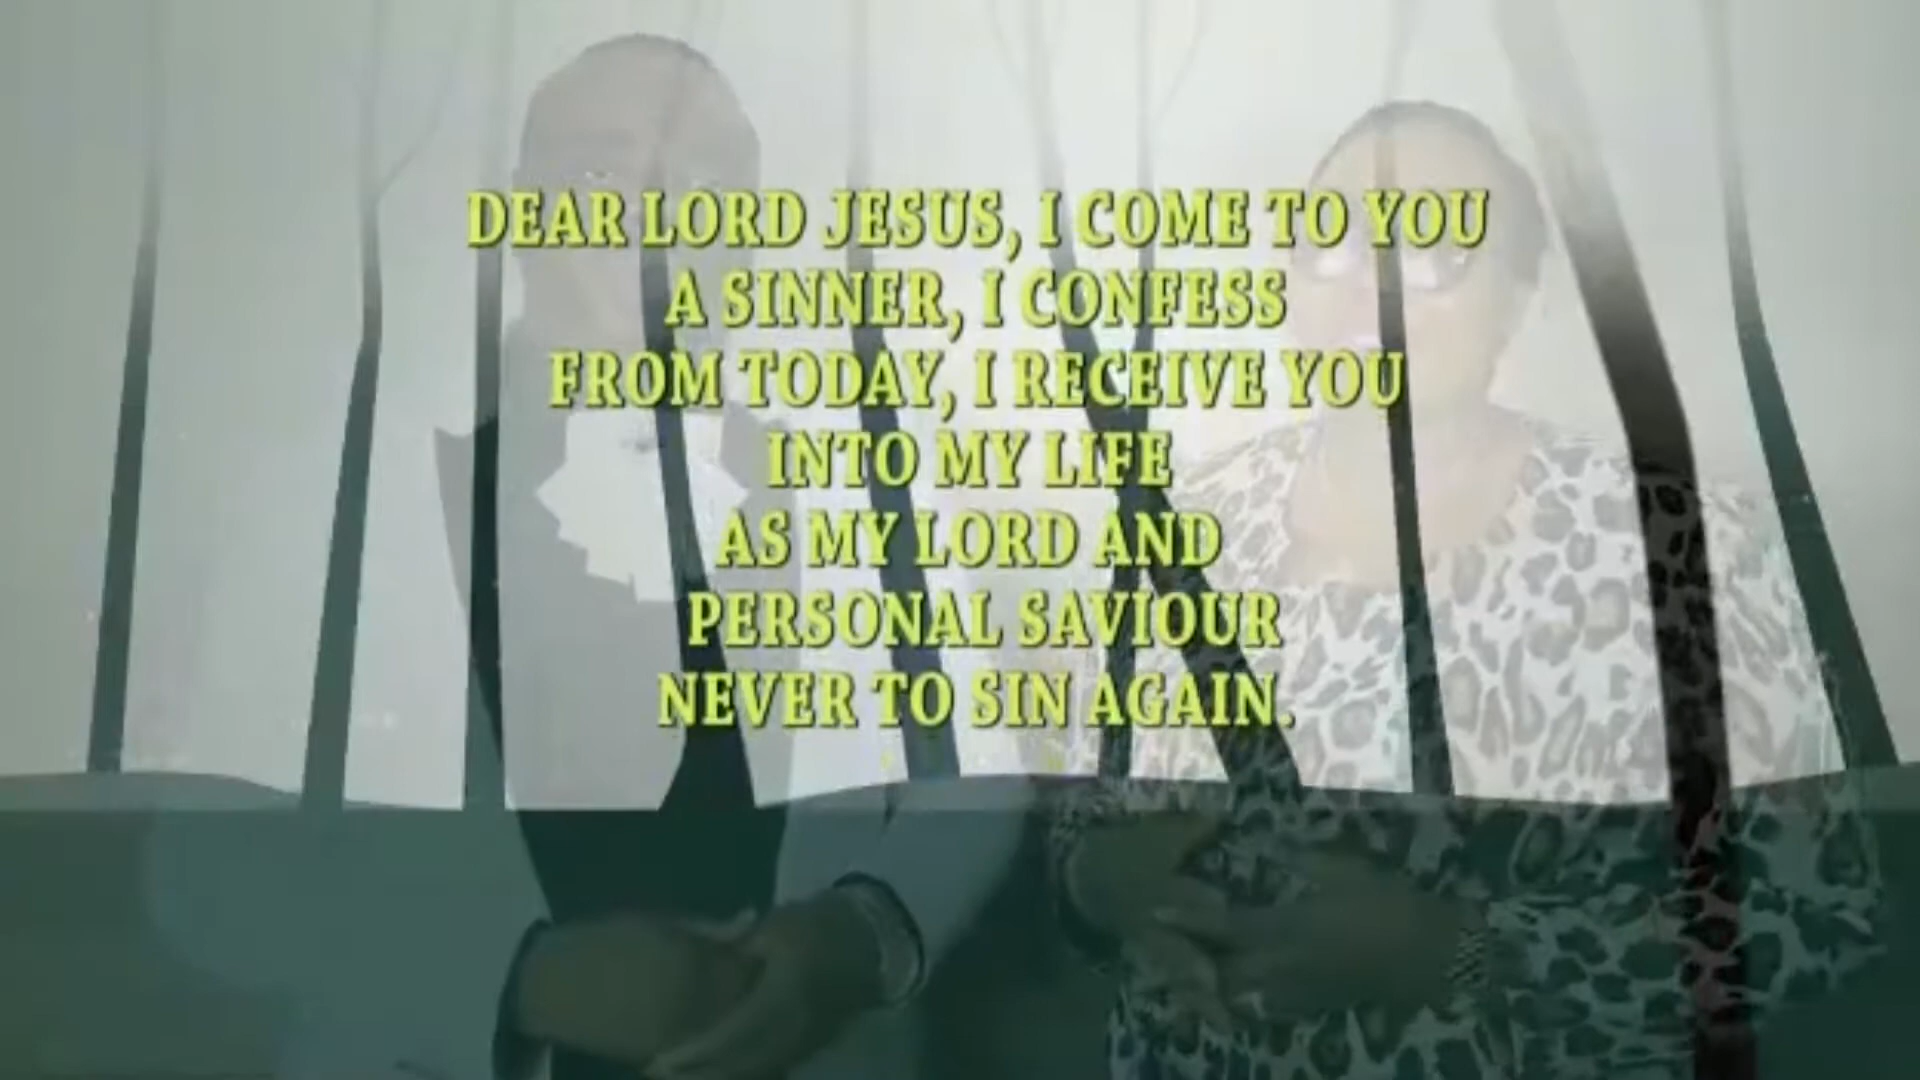 DEAR LORD JESUS, I COME TO YOU
A SINNER, I CONFESS
FROM TODAY, I RECEIVE YOU
INTO MY LIFE
AS MY LORD AND
PERSONAL SAVIOUR
NEVER TO SIN AGAIN.